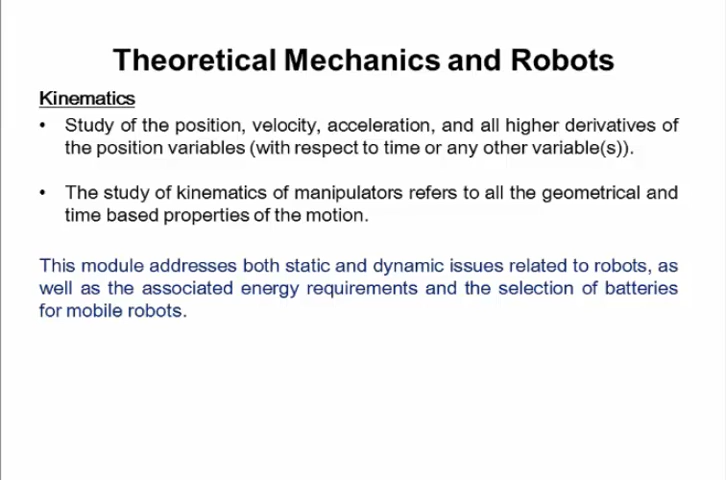 Theoretical Mechanics and Robots
Kinematics
• Study of the position, velocity, acceleration, and all higher derivatives of
the position variables (with respect to time or any other variable(s)).
• The study of kinematics of manipulators refers to all the geometrical and
time based properties of the motion.
This module addresses both static and dynamic issues related to robots, as
well as the associated energy requirements and the selection of batteries
for mobile robots.